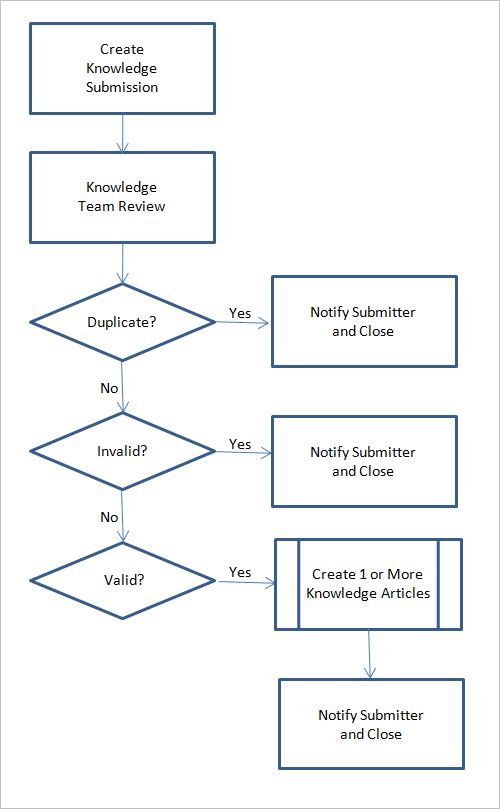 Create
Knowledge
Submission
Knowledge
Team Review
Duplicate?
Yes
Notify Submitter
and Close
No
Invalid?
Yes
Notify Submitter
and Close
No
Valid?
Yes
Create 1 or More
Knowledge Articles
Notify Submitter
and Close